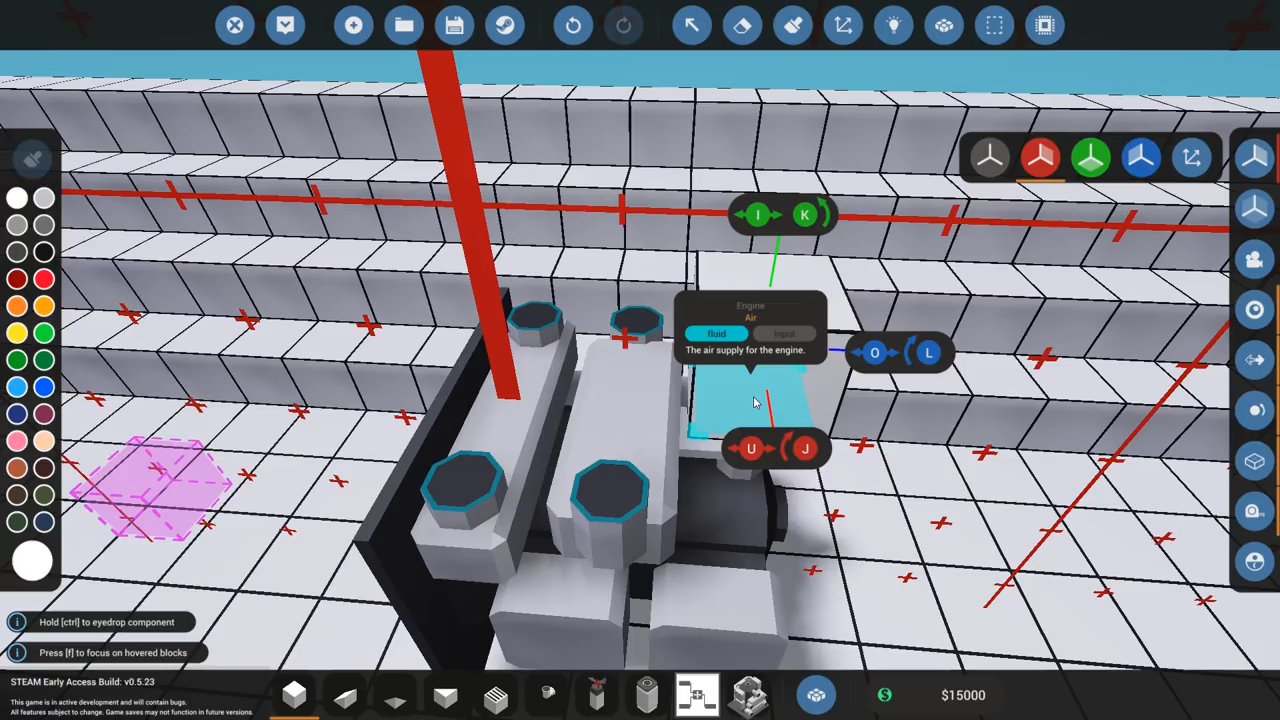 I K
Engine
Air
fluid input
The air supply for the engine.
O L
U J
Hold [ctrl] to eyedrop component
Press [f] to focus on hovered blocks
STEAM Early Access Build: v0.5.23
This game is in active development and will contain bugs.
All features subject to change. Game saves may not function in future versions.
$ $15000